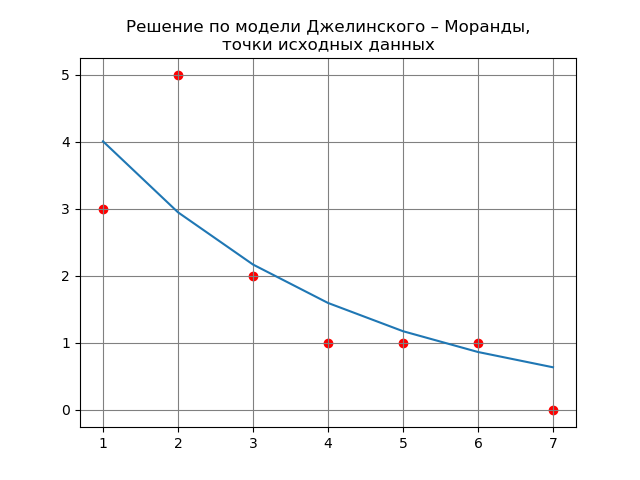 Решение по модели Джелинского – Моранды,
точки исходных данных
5
4
3
2
1
0
1 2 3 4 5 6 7